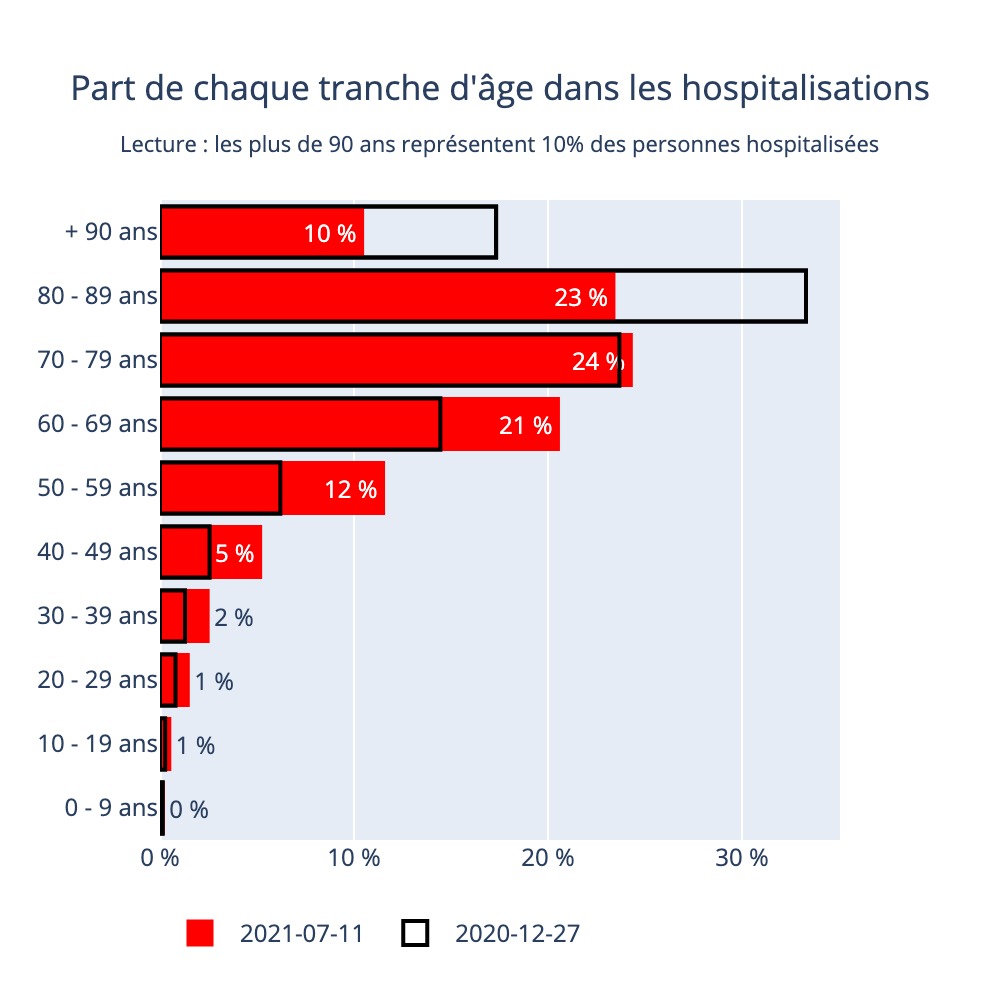 Part de chaque tranche d'âge dans les hospitalisations
Lecture : les plus de 90 ans représentent 10% des personnes hospitalisées
+ 90 ans 10 %
80 - 89 ans 23 %
70 - 79 ans 24 %
60 - 69 ans 21 %
50 - 59 ans 12 %
40 - 49 ans 5 %
30 - 39 ans 2 %
20 - 29 ans 1 %
10 - 19 ans 1 %
0 - 9 ans 0 %
0 % 10 % 20 % 30 %
2021-07-11 2020-12-27